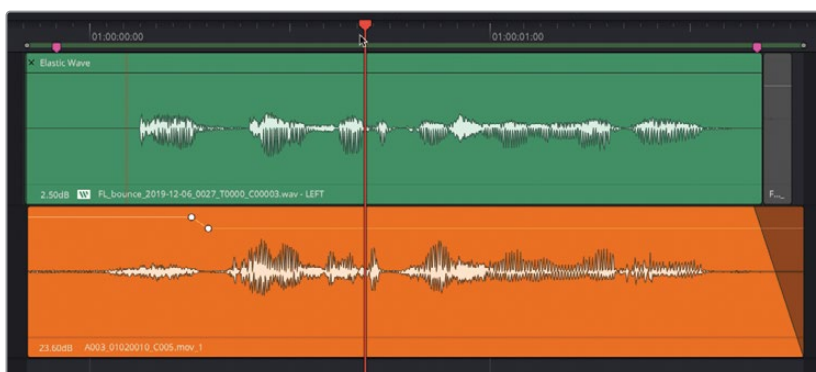 01:00:00:00
01:00:01:00
× Elastic Wave
2.50dB W FL_bounce_2019-12-06_0027_T0000_C00003.wav - LEFT
F..._
23.60dB A003_01020010_C005.mov_1